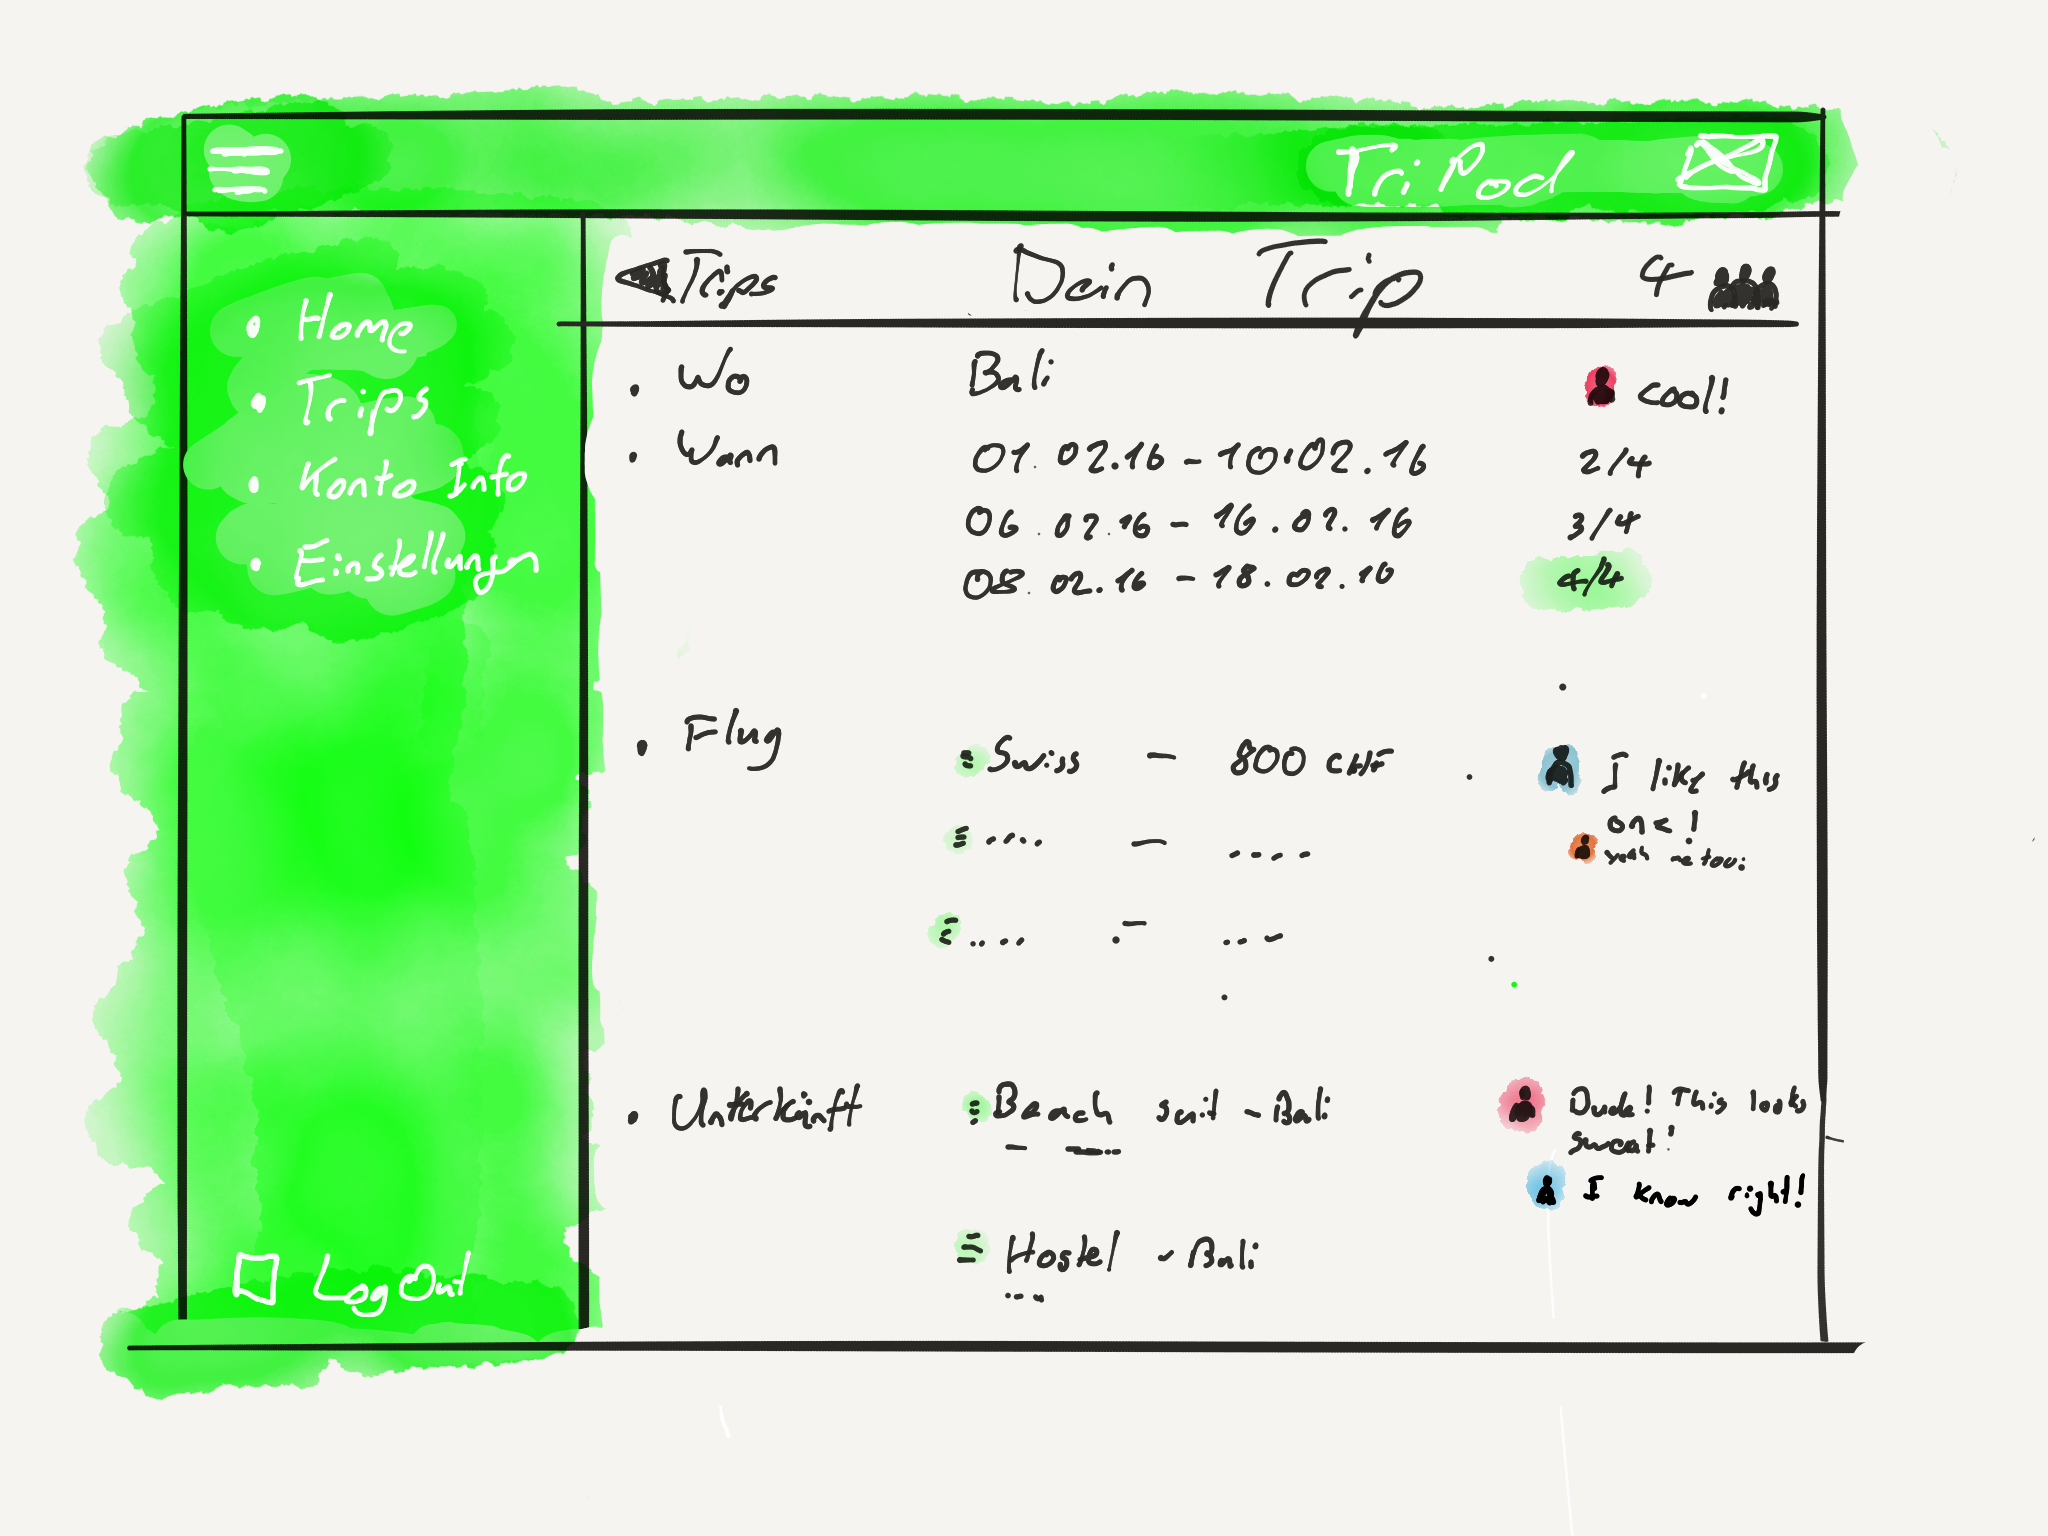 TriPod
Trips Dein Trip 4
• Home
• Trips
• Konto Info
• Einstellungen
LogOut
• Wo Bali cool!
• Wann 01.02.16 - 10.02.16 2/4
06.02.16 - 16.02.16 3/4
08.02.16 - 18.02.16 4/4
• Flug Swiss - 800 CHF I like this
one!
yeah me too!
.... - ....
.... - ....
• Unterkünft Beach suit - Bali Dude! This looks
sweat!
I know right!
Hostel - Bali
...